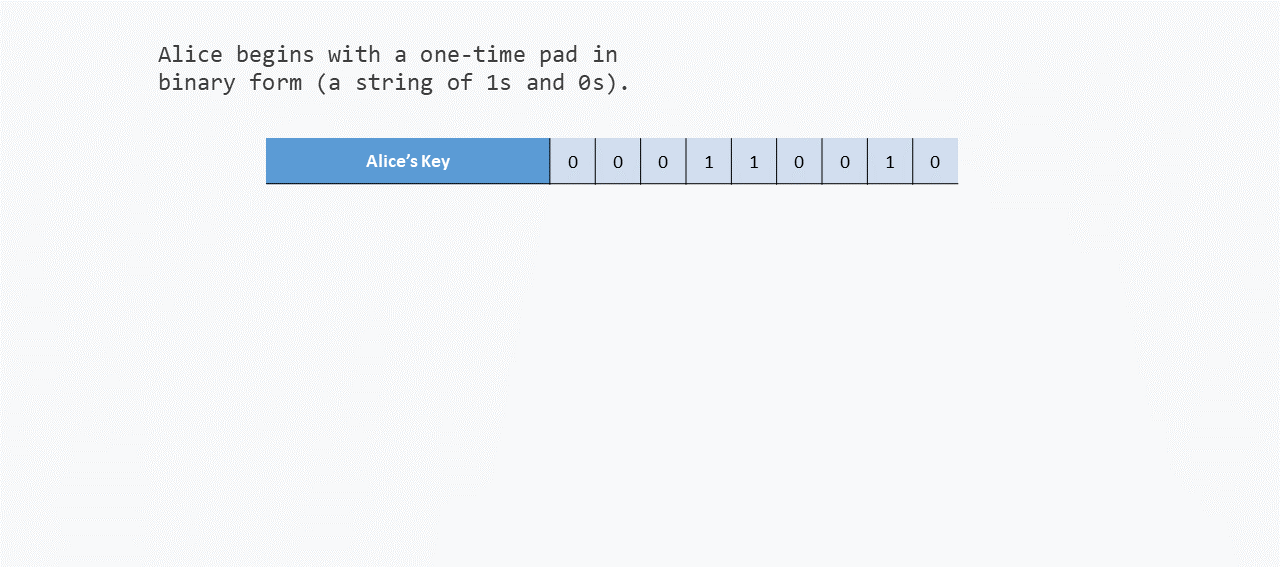 Alice begins with a one-time pad in
binary form (a string of 1s and 0s).
Alice's Key 0 0 0 1 1 0 0 1 0